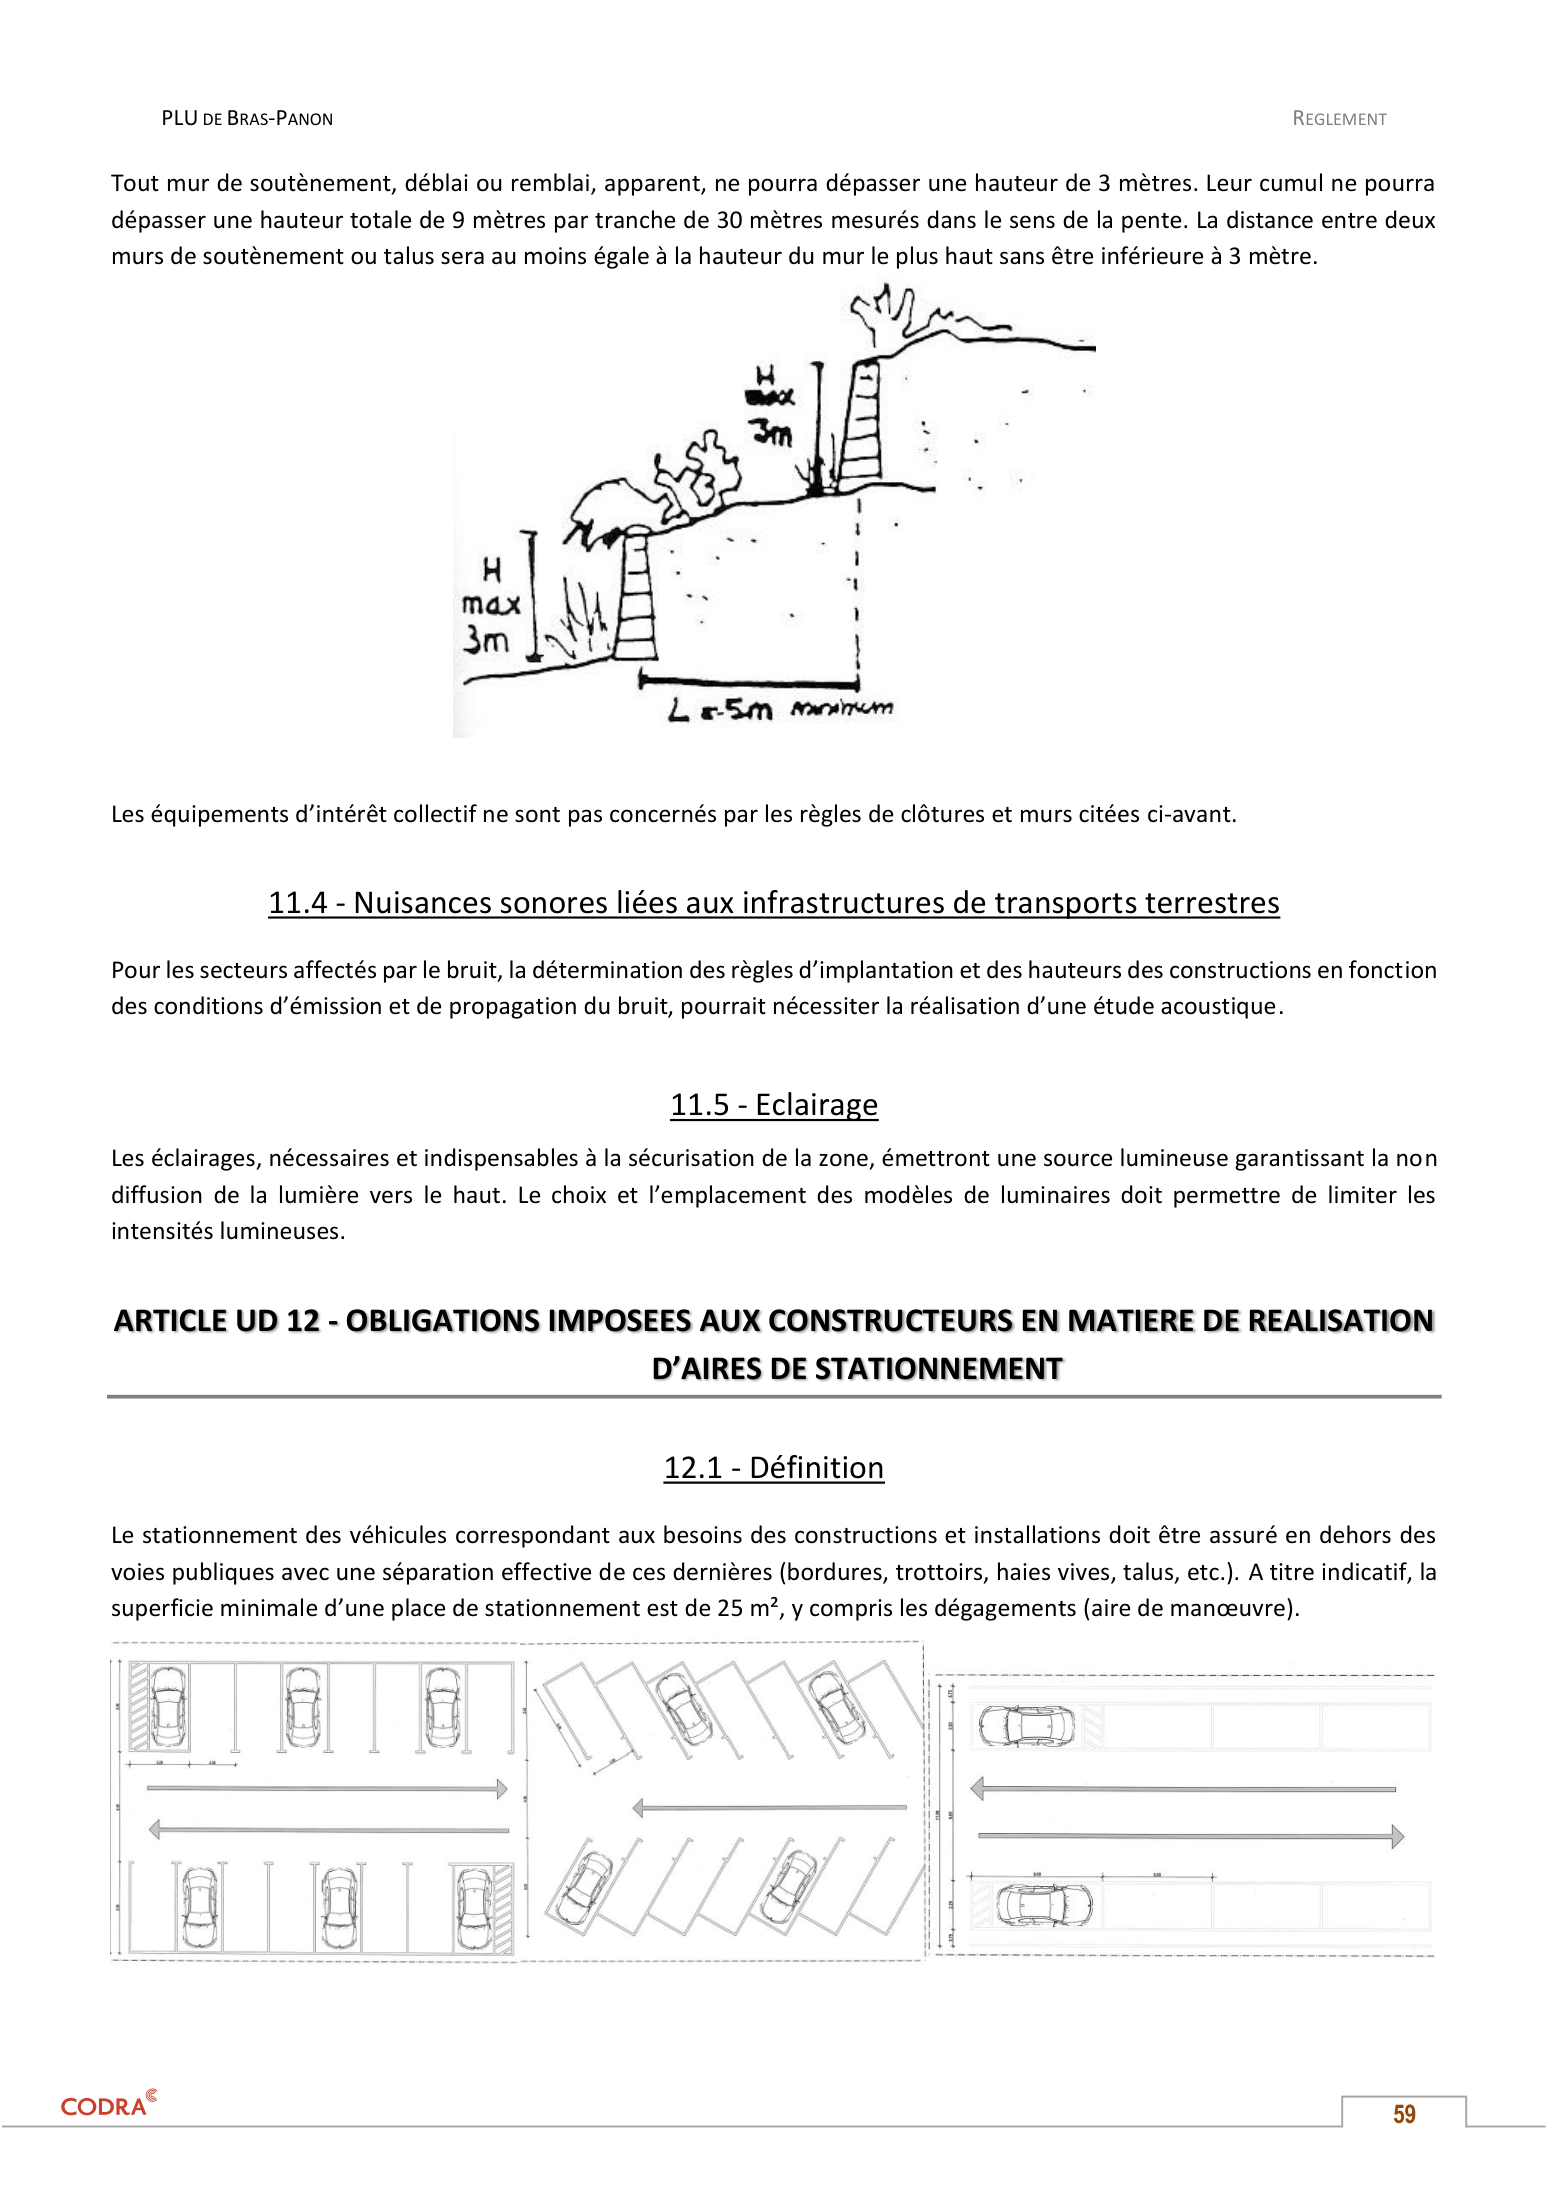 PLU DE BRAS-PANON
REGLEMENT
Tout mur de soutènement, déblai ou remblai, apparent, ne pourra dépasser une hauteur de 3 mètres. Leur cumul ne pourra
dépasser une hauteur totale de 9 mètres par tranche de 30 mètres mesurés dans le sens de la pente. La distance entre deux
murs de soutènement ou talus sera au moins égale à la hauteur du mur le plus haut sans être inférieure à 3 mètre.
H
max
3m
H
max
3m
L = 5m minimum
Les équipements d’intérêt collectif ne sont pas concernés par les règles de clôtures et murs citées ci-avant.
11.4 - Nuisances sonores liées aux infrastructures de transports terrestres
Pour les secteurs affectés par le bruit, la détermination des règles d’implantation et des hauteurs des constructions en fonction
des conditions d’émission et de propagation du bruit, pourrait nécessiter la réalisation d’une étude acoustique.
11.5 - Eclairage
Les éclairages, nécessaires et indispensables à la sécurisation de la zone, émettront une source lumineuse garantissant la non
diffusion de la lumière vers le haut. Le choix et l’emplacement des modèles de luminaires doit permettre de limiter les
intensités lumineuses.
ARTICLE UD 12 - OBLIGATIONS IMPOSEES AUX CONSTRUCTEURS EN MATIERE DE REALISATION
D’AIRES DE STATIONNEMENT
12.1 - Définition
Le stationnement des véhicules correspondant aux besoins des constructions et installations doit être assuré en dehors des
voies publiques avec une séparation effective de ces dernières (bordures, trottoirs, haies vives, talus, etc.). A titre indicatif, la
superficie minimale d’une place de stationnement est de 25 m², y compris les dégagements (aire de manœuvre).
CODRA
59